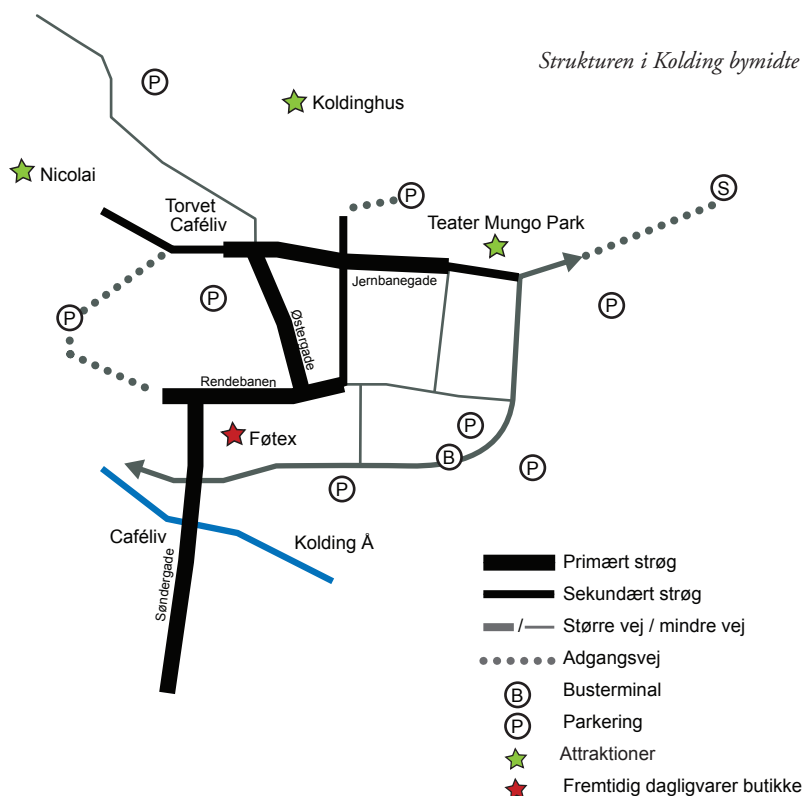 Strukturen i Kolding bymidte
P
Koldinghus
Nicolai
P
S
Torvet
Caféliv
Teater Mungo Park
Jernbanegade
P
P
P
Østergade
Rendebanen
Føtex
P
B
P
P
Caféliv
Kolding Å
Søndergade
Primært strøg
Sekundært strøg
/ Større vej / mindre vej
Adgangsvej
B Busterminal
P Parkering
Attraktioner
Fremtidig dagligvarer butikke